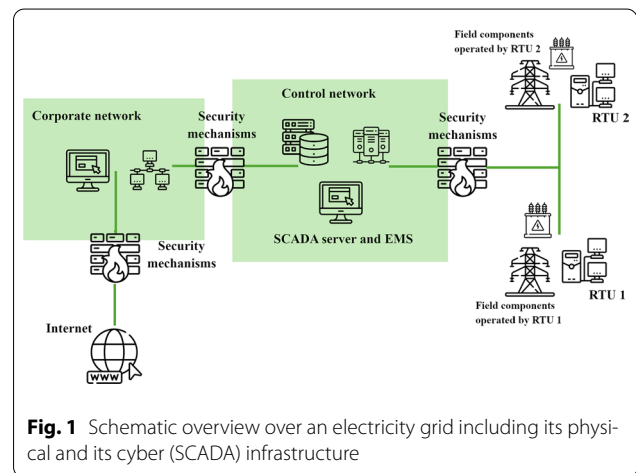 Field components
operated by RTU 2
RTU 2
Control network
Security
mechanisms
Corporate network
Security
mechanisms
SCADA server and EMS
Security
mechanisms
RTU 1
Field components
operated by RTU 1
Internet
WWW
Fig. 1 Schematic overview over an electricity grid including its physi-
cal and its cyber (SCADA) infrastructure